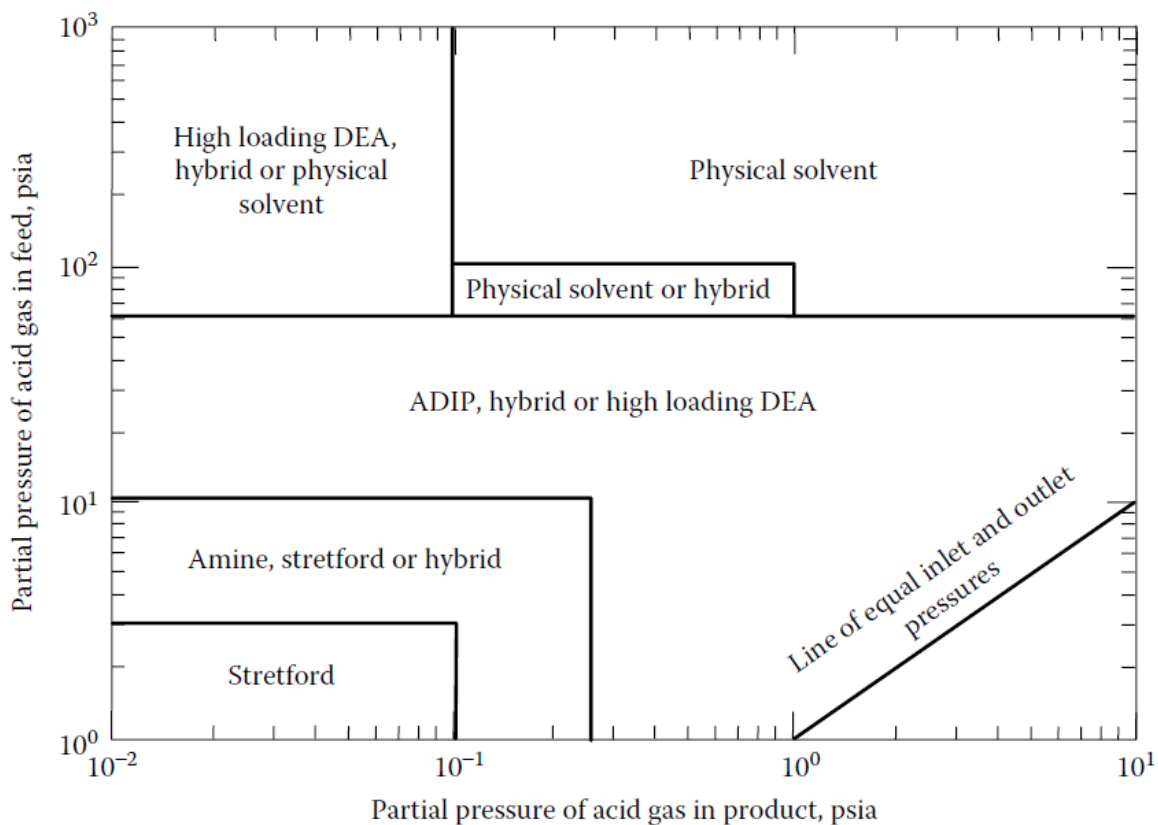 10³
High loading DEA,
hybrid or physical
solvent
Physical solvent
10²
Physical solvent or hybrid
Partial pressure of acid gas in feed, psia
ADIP, hybrid or high loading DEA
10¹
Amine, stretford or hybrid
Line of equal inlet and outlet
pressures
Stretford
10⁰
10⁻²
10⁻¹
10⁰
10¹
Partial pressure of acid gas in product, psia